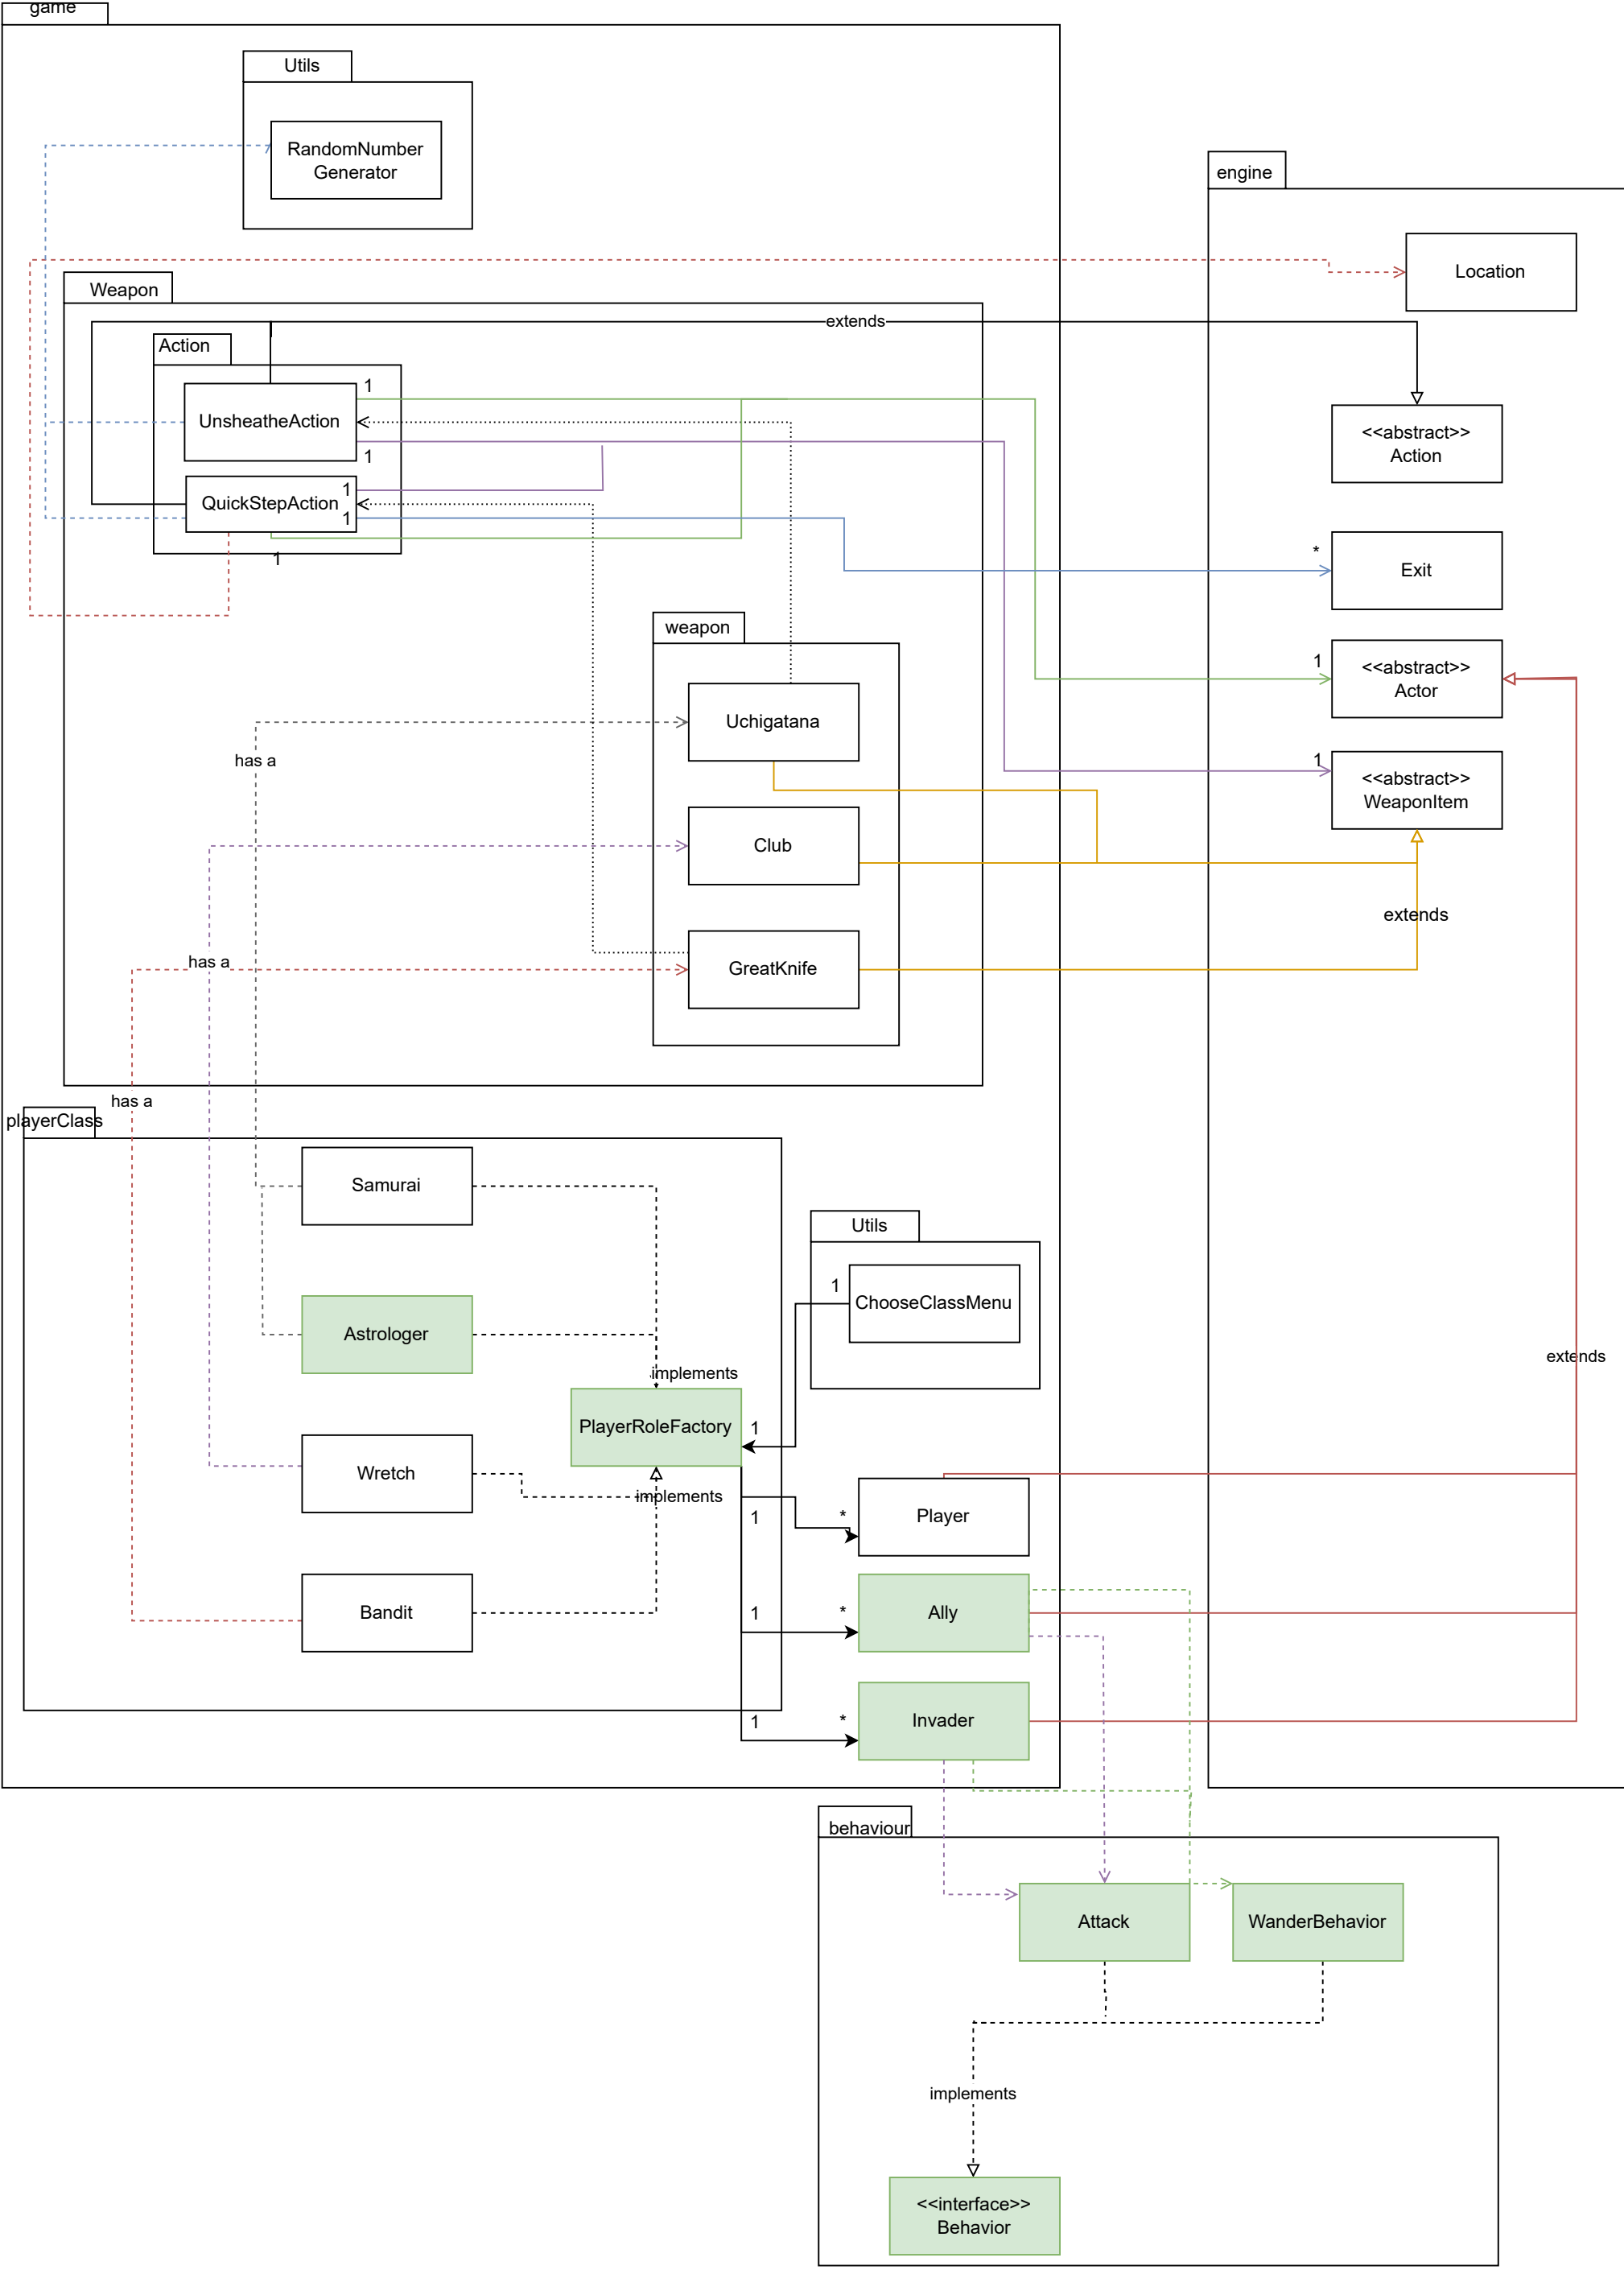 game
Utils
RandomNumber
Generator
engine
Location
Weapon
extends
Action
1
UnsheatheAction
<<abstract>>
Action
1
1
QuickStepAction
1
*
1
Exit
weapon
1
<<abstract>>
Actor
Uchigatana
has a
1
<<abstract>>
WeaponItem
Club
extends
has a
GreatKnife
has a
playerClass
Samurai
Utils
1
ChooseClassMenu
Astrologer
extends
implements
PlayerRoleFactory
1
Wretch
implements
1
*
Player
Bandit
1
*
Ally
1
*
Invader
behaviour
Attack
WanderBehavior
implements
<<interface>>
Behavior